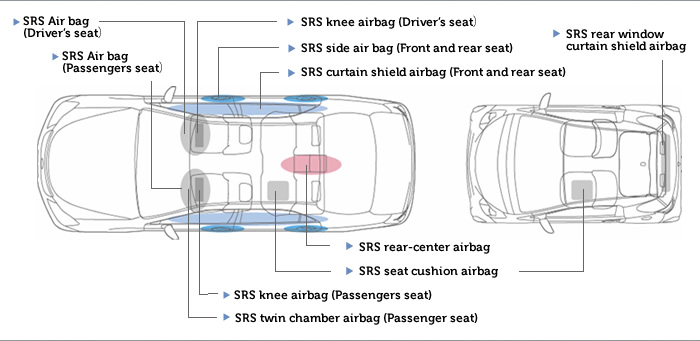 SRS Air bag
(Driver's seat)
SRS Air bag
(Passengers seat)
SRS knee airbag (Driver's seat)
SRS side air bag (Front and rear seat)
SRS curtain shield airbag (Front and rear seat)
SRS rear window
curtain shield airbag
SRS rear-center airbag
SRS seat cushion airbag
SRS knee airbag (Passengers seat)
SRS twin chamber airbag (Passenger seat)